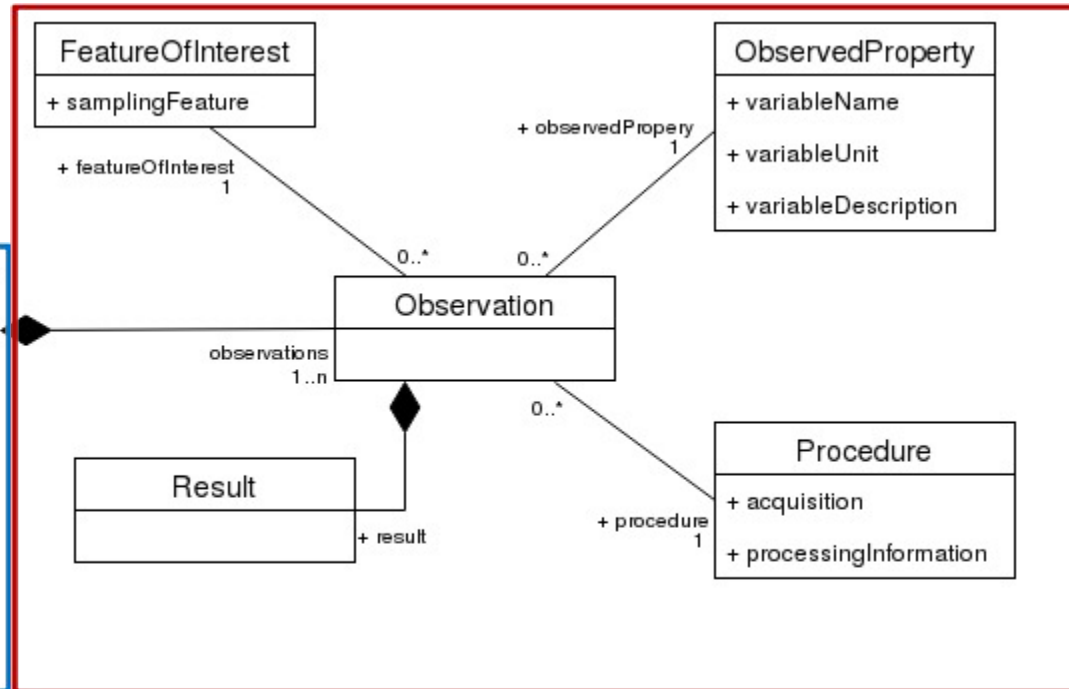 FeatureOfInterest
+ samplingFeature
+ featureOfInterest
1
0..*
ObservedProperty
+ variableName
+ variableUnit
+ variableDescription
+ observedPropery
1
0..*
Observation
observations
1..n
0..*
Result
+ result
Procedure
+ acquisition
+ processingInformation
+ procedure
1